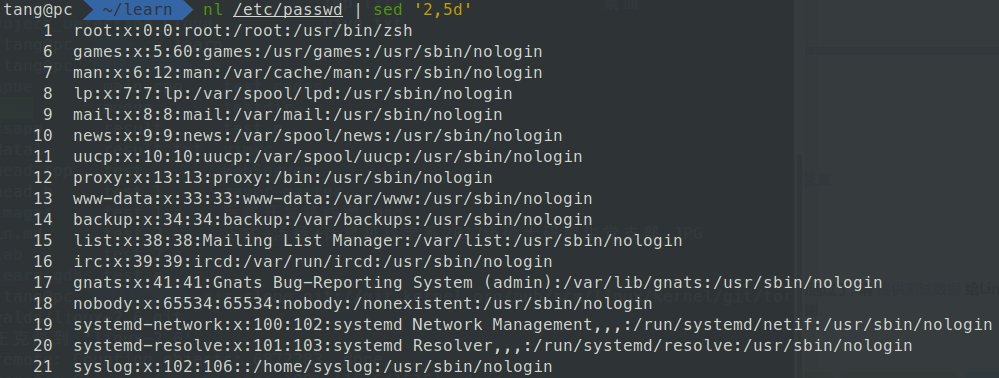 tang@pc ~/learn nl /etc/passwd | sed '2,5d'
1 root:x:0:0:root:/root:/usr/bin/zsh
6 games:x:5:60:games:/usr/games:/usr/sbin/nologin
7 man:x:6:12:man:/var/cache/man:/usr/sbin/nologin
8 lp:x:7:7:lp:/var/spool/lpd:/usr/sbin/nologin
9 mail:x:8:8:mail:/var/mail:/usr/sbin/nologin
10 news:x:9:9:news:/var/spool/news:/usr/sbin/nologin
11 uucp:x:10:10:uucp:/var/spool/uucp:/usr/sbin/nologin
12 proxy:x:13:13:proxy:/bin:/usr/sbin/nologin
13 www-data:x:33:33:www-data:/var/www:/usr/sbin/nologin
14 backup:x:34:34:backup:/var/backups:/usr/sbin/nologin
15 list:x:38:38:Mailing List Manager:/var/list:/usr/sbin/nologin
16 irc:x:39:39:ircd:/var/run/ircd:/usr/sbin/nologin
17 gnats:x:41:41:Gnats Bug-Reporting System (admin):/var/lib/gnats:/usr/sbin/nologin
18 nobody:x:65534:65534:nobody:/nonexistent:/usr/sbin/nologin
19 systemd-network:x:100:102:systemd Network Management,,,:/run/systemd/netif:/usr/sbin/nologin
20 systemd-resolve:x:101:103:systemd Resolver,,,:/run/systemd/resolve:/usr/sbin/nologin
21 syslog:x:102:106::/home/syslog:/usr/sbin/nologin